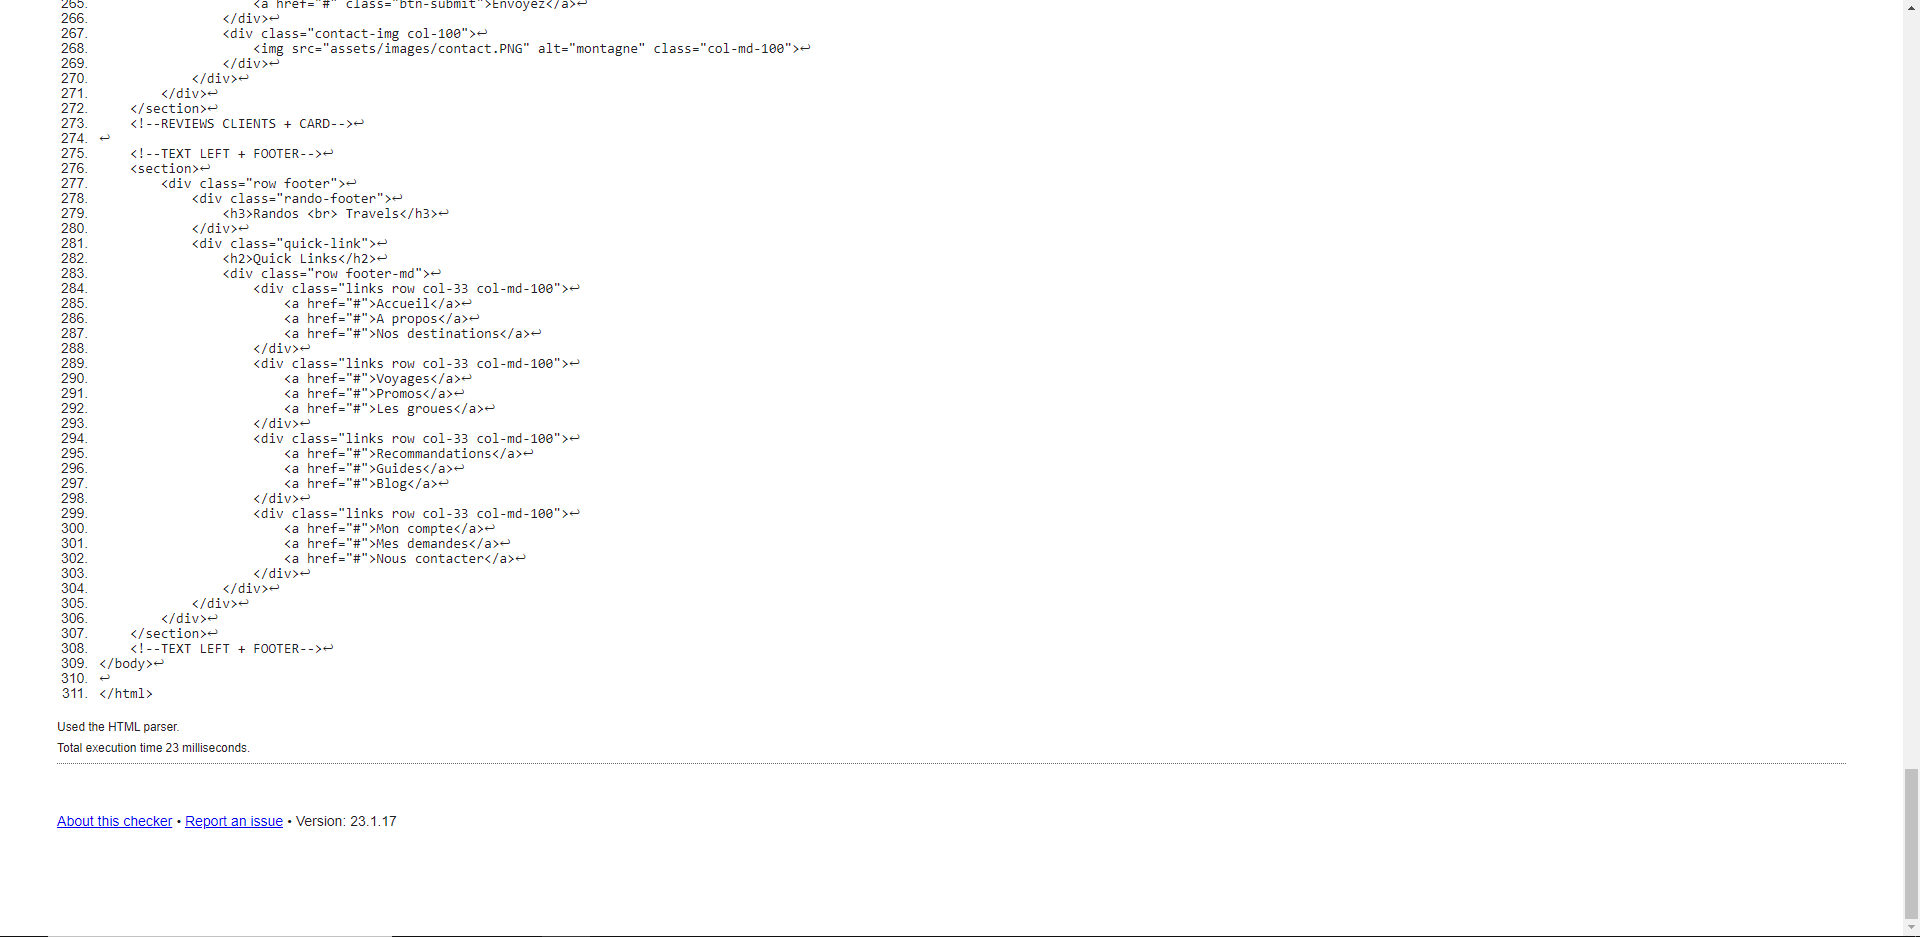 265. <a href="#" class="btn-submit">Envoyez</a>↩
266. </div>↩
267. <div class="contact-img col-100">↩
268. <img src="assets/images/contact.PNG" alt="montagne" class="col-md-100">↩
269. </div>↩
270. </div>↩
271. </div>↩
272. </section>↩
273. <!--REVIEWS CLIENTS + CARD-->↩
274. ↩
275. <!--TEXT LEFT + FOOTER-->↩
276. <section>↩
277. <div class="row footer">↩
278. <div class="rando-footer">↩
279. <h3>Randos <br> Travels</h3>↩
280. </div>↩
281. <div class="quick-link">↩
282. <h2>Quick Links</h2>↩
283. <div class="row footer-md">↩
284. <div class="links row col-33 col-md-100">↩
285. <a href="#">Accueil</a>↩
286. <a href="#">A propos</a>↩
287. <a href="#">Nos destinations</a>↩
288. </div>↩
289. <div class="links row col-33 col-md-100">↩
290. <a href="#">Voyages</a>↩
291. <a href="#">Promos</a>↩
292. <a href="#">Les groues</a>↩
293. </div>↩
294. <div class="links row col-33 col-md-100">↩
295. <a href="#">Recommandations</a>↩
296. <a href="#">Guides</a>↩
297. <a href="#">Blog</a>↩
298. </div>↩
299. <div class="links row col-33 col-md-100">↩
300. <a href="#">Mon compte</a>↩
301. <a href="#">Mes demandes</a>↩
302. <a href="#">Nous contacter</a>↩
303. </div>↩
304. </div>↩
305. </div>↩
306. </div>↩
307. </section>↩
308. <!--TEXT LEFT + FOOTER-->↩
309. </body>↩
310. ↩
311. </html>
Used the HTML parser.
Total execution time 23 milliseconds.
About this checker • Report an issue • Version: 23.1.17